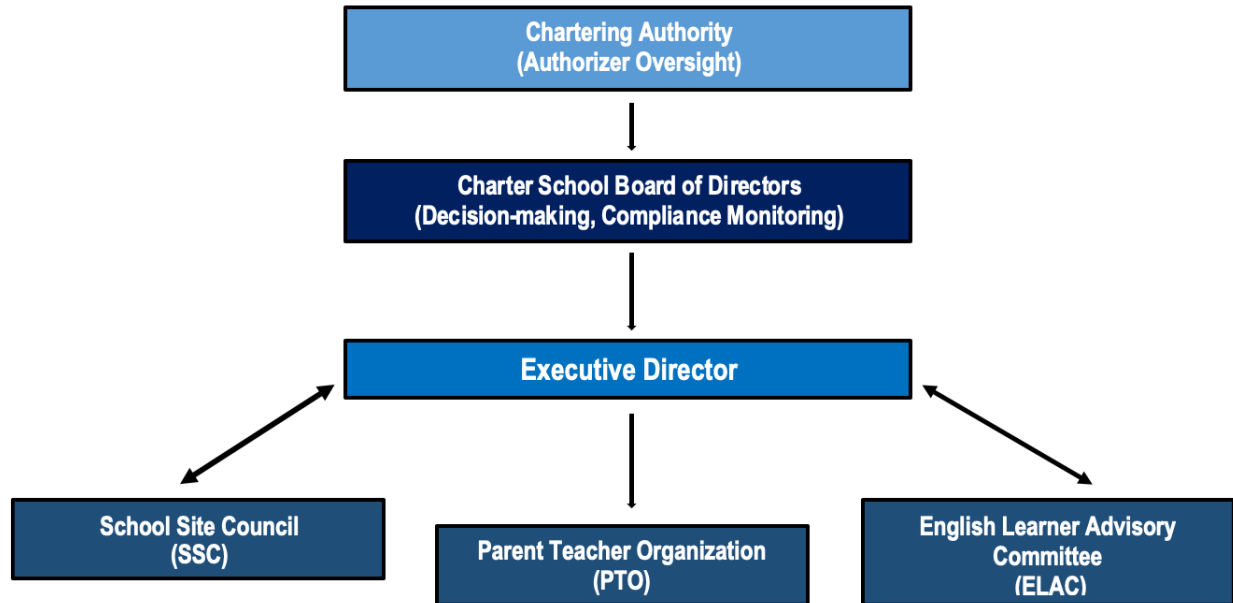 Chartering Authority
(Authorizer Oversight)
Charter School Board of Directors
(Decision-making, Compliance Monitoring)
Executive Director
School Site Council
(SSC)
Parent Teacher Organization
(PTO)
English Learner Advisory
Committee
(ELAC)